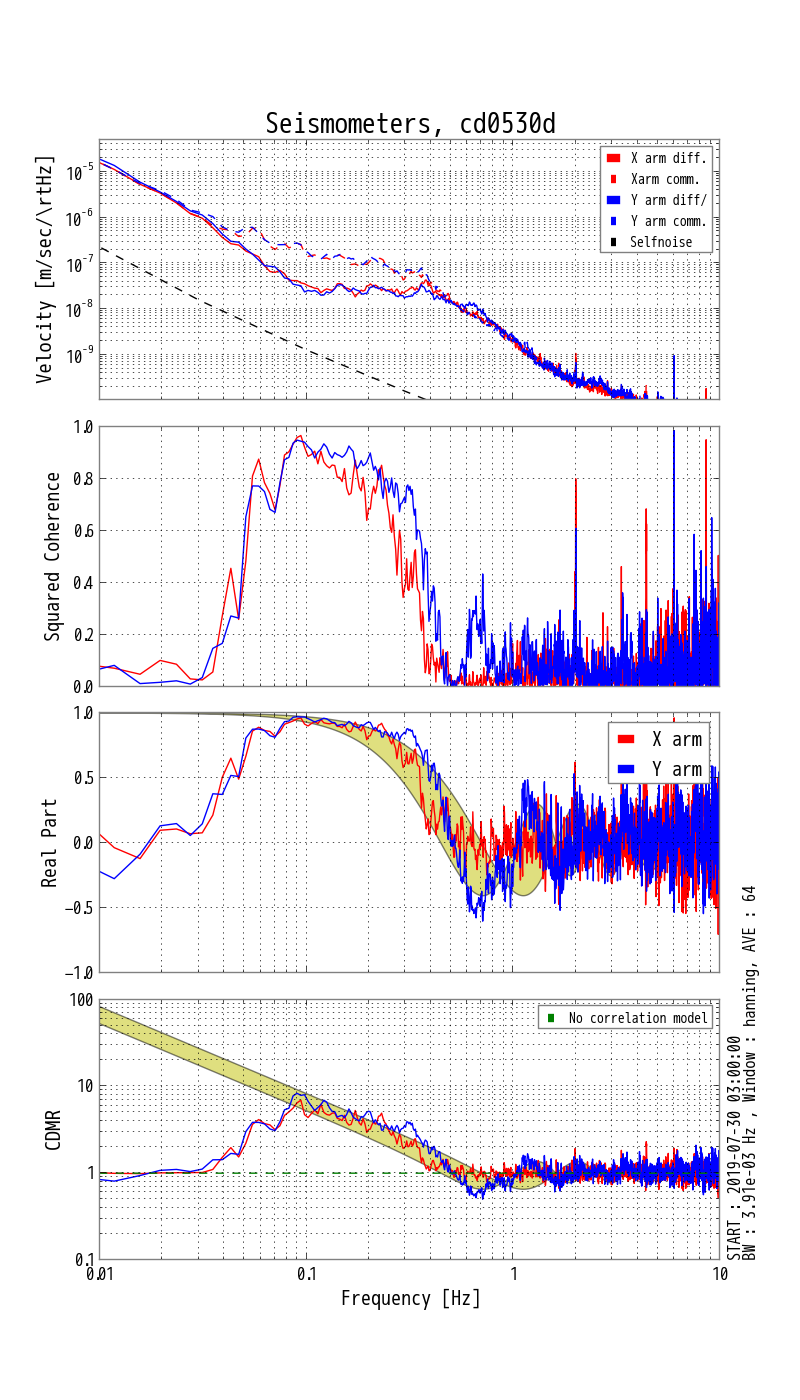 Seismometers, cd0530d
Velocity [m/sec/\rtHz]
10^-5
10^-6
10^-7
10^-8
10^-9
X arm diff.
Xarm comm.
Y arm diff/
Y arm comm.
Selfnoise
Squared Coherence
1.0
0.8
0.6
0.4
0.2
0.0
Real Part
1.0
0.5
0.0
−0.5
−1.0
X arm
Y arm
CDMR
100
10
1
0.1
No correlation model
0.01
0.1
1
10
Frequency [Hz]
START : 2019-07-30 03:00:00
BW : 3.91e-03 Hz , Window : hanning, AVE : 64